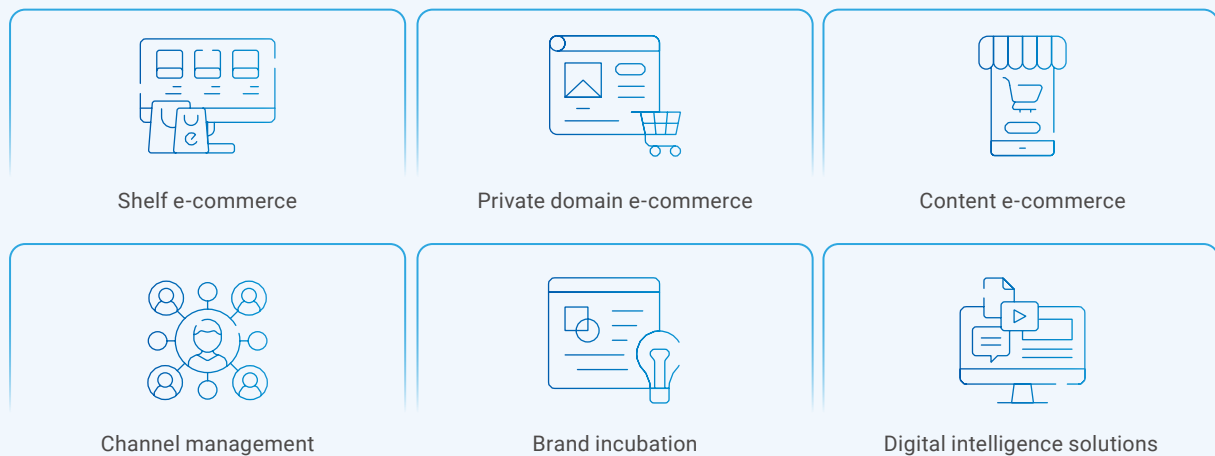 e
Shelf e-commerce
Private domain e-commerce
Content e-commerce
Channel management
Brand incubation
Digital intelligence solutions